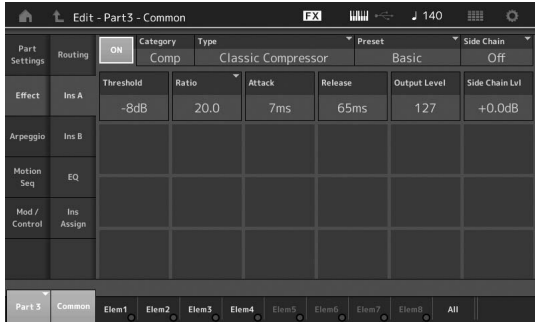 Edit - Part3 - Common
FX
140
Part Settings
Routing
ON
Category
Comp
Type
Classic Compressor
Preset
Basic
Side Chain
Off
Effect
Ins A
Threshold
-8dB
Ratio
20.0
Attack
7ms
Release
65ms
Output Level
127
Side Chain Lvl
+0.0dB
Arpeggio
Ins B
Motion Seq
EQ
Mod / Control
Ins Assign
Part 3
Common
Elem1
Elem2
Elem3
Elem4
Elem5
Elem6
Elem7
Elem8
All